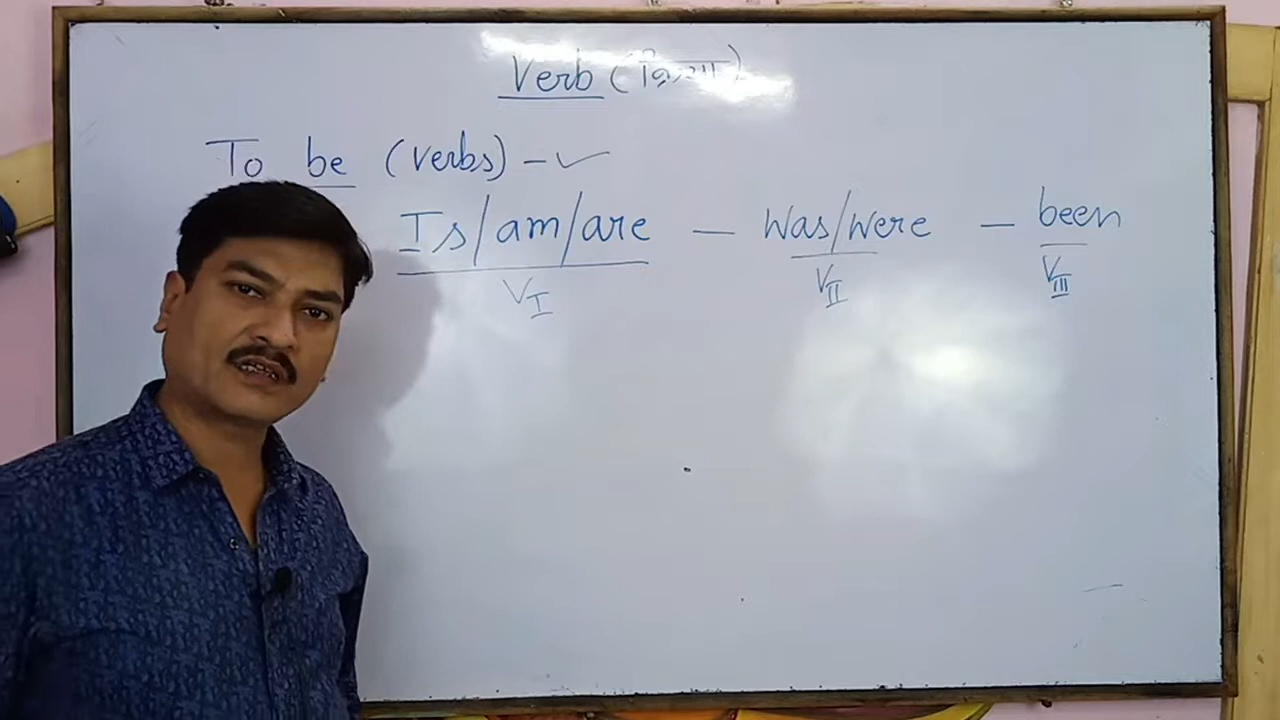 Verb (क्रिया)
To be (verbs) - ✓
Is/am/are - Was/Were - been
V I V II V III